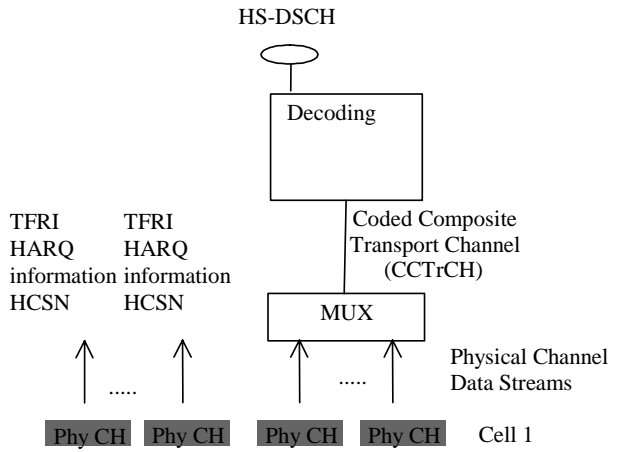 HS-DSCH
Decoding
TFRI
HARQ
information
HCSN
TFRI
HARQ
information
HCSN
Coded Composite
Transport Channel
(CCTrCH)
MUX
Physical Channel
Data Streams
.....
.....
Phy CH
Phy CH
Phy CH
Phy CH
Cell 1